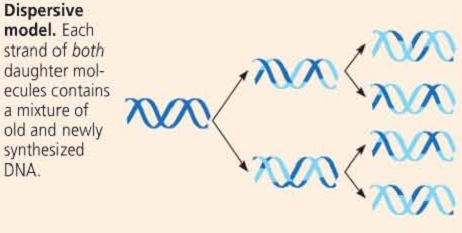 Dispersive
model. Each
strand of both
daughter mol-
ecules contains
a mixture of
old and newly
synthesized
DNA.